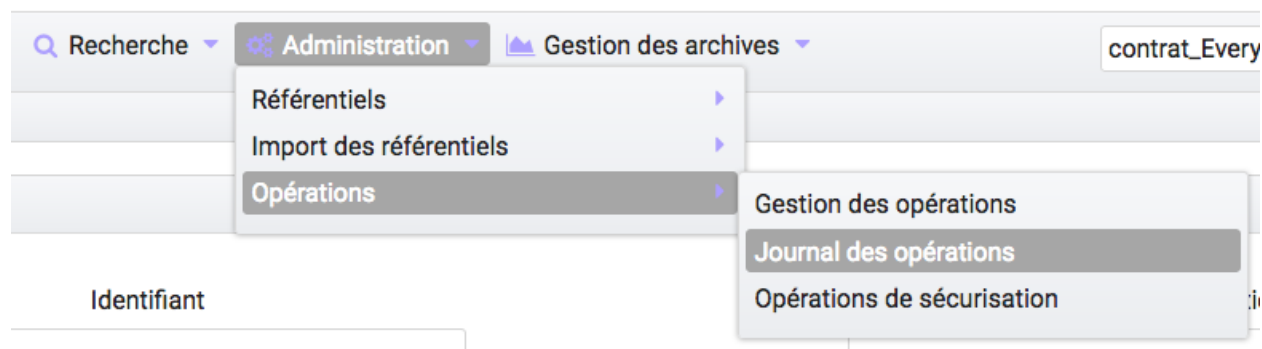 Recherche Administration Gestion des archives contrat_Every
Référentiels
Import des référentiels
Opérations
Gestion des opérations
Journal des opérations
Opérations de sécurisation
Identifiant